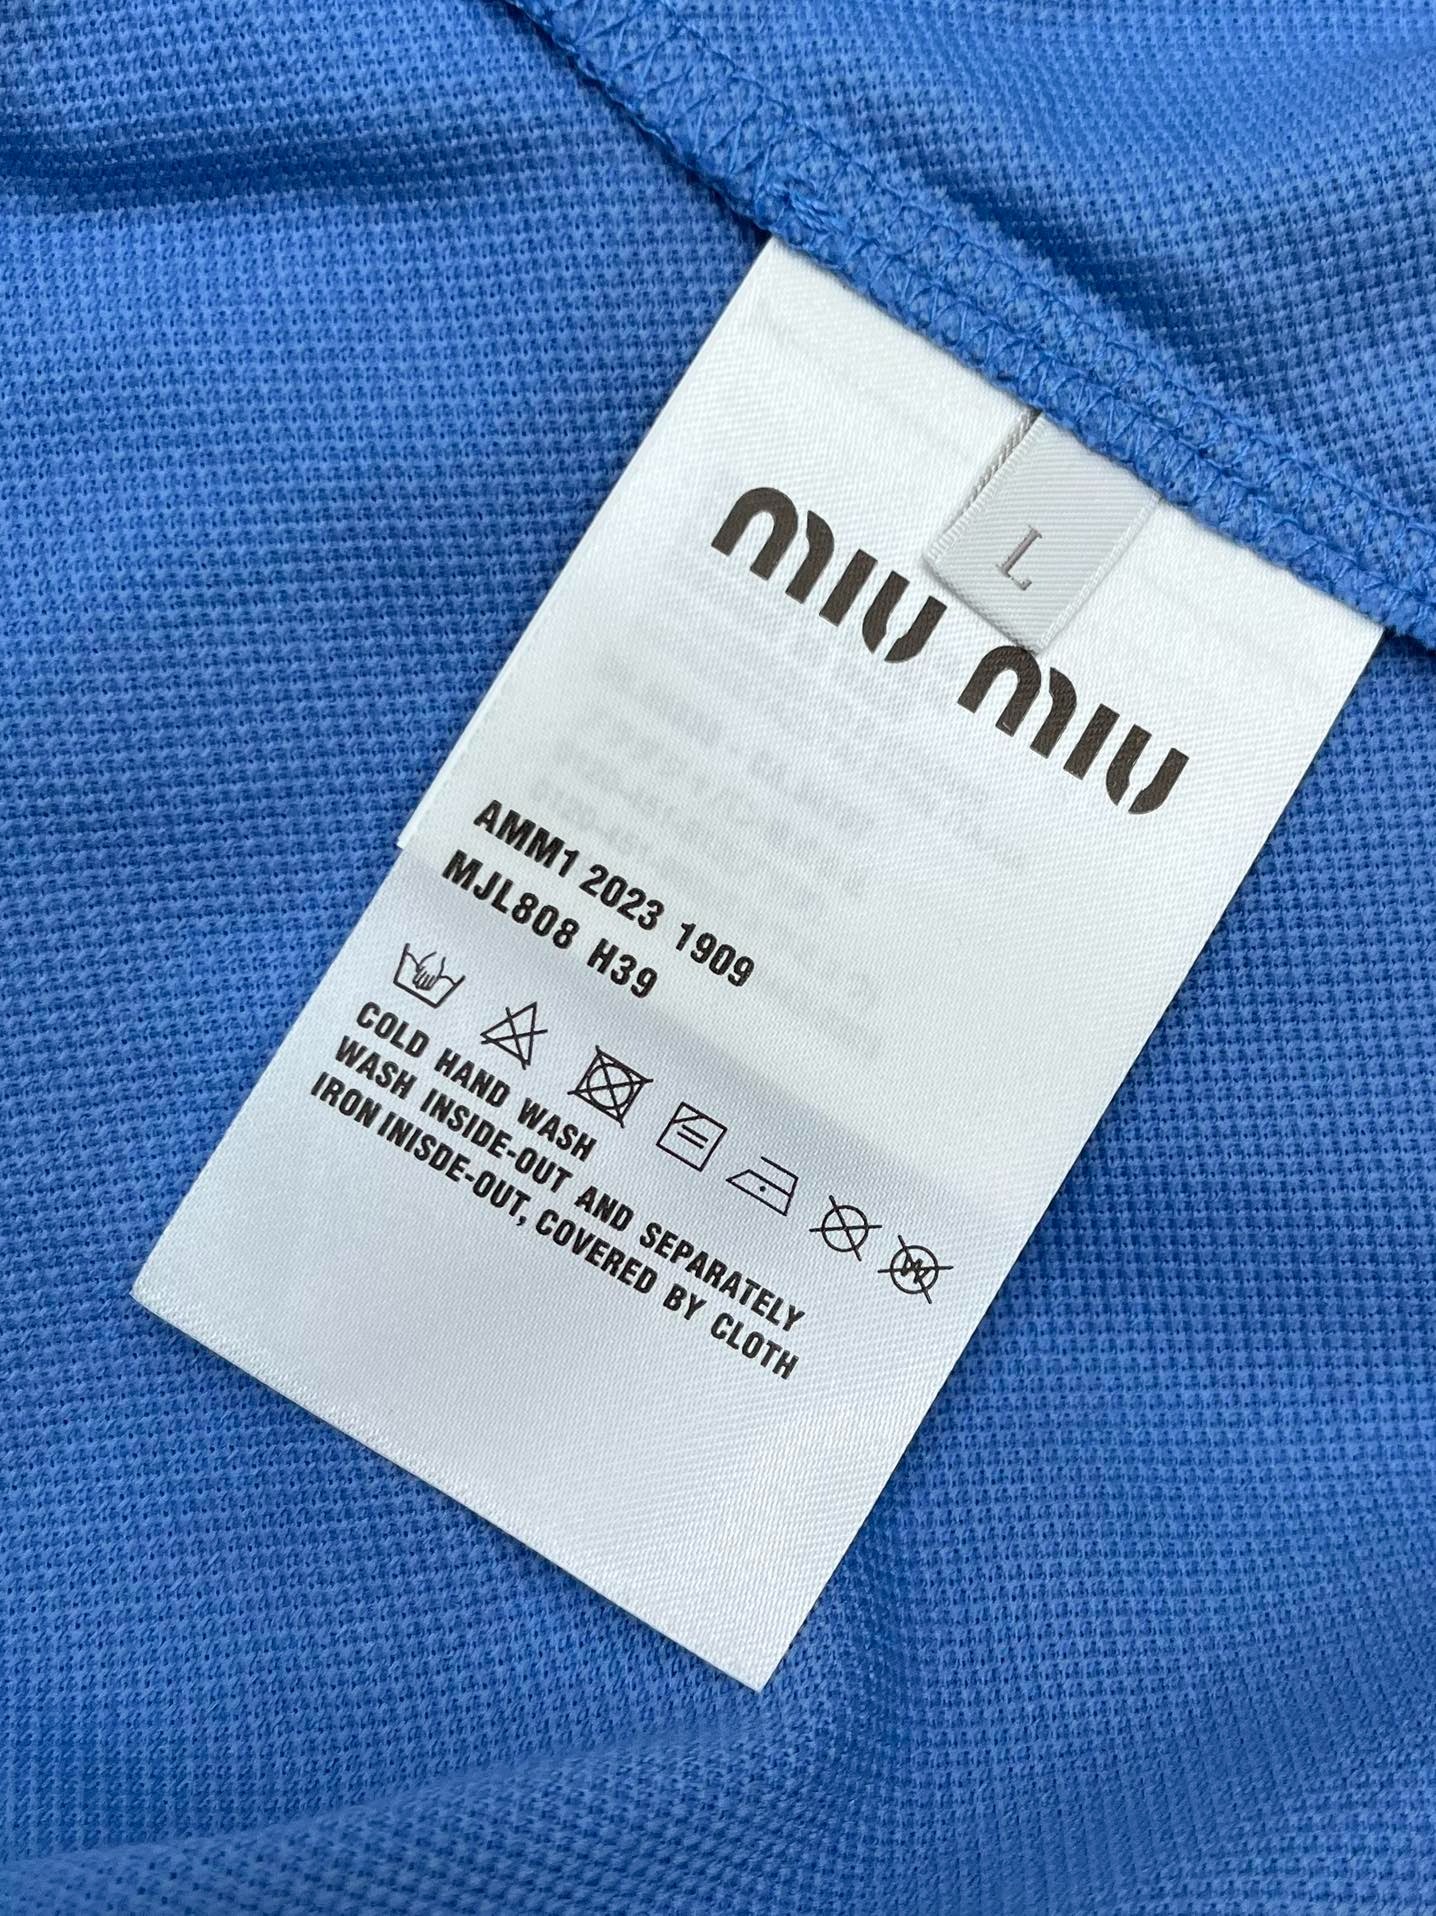 L
miu miu
AMM1 2023 1909
MJL808 H39
COLD HAND WASH
WASH INSIDE-OUT AND SEPARATELY
IRON INISDE-OUT, COVERED BY CLOTH